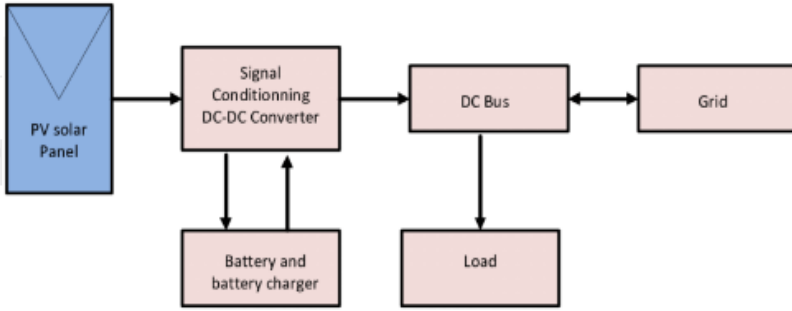 PV solar
Panel
Signal
Conditionning
DC-DC Converter
DC Bus
Grid
Battery and
battery charger
Load